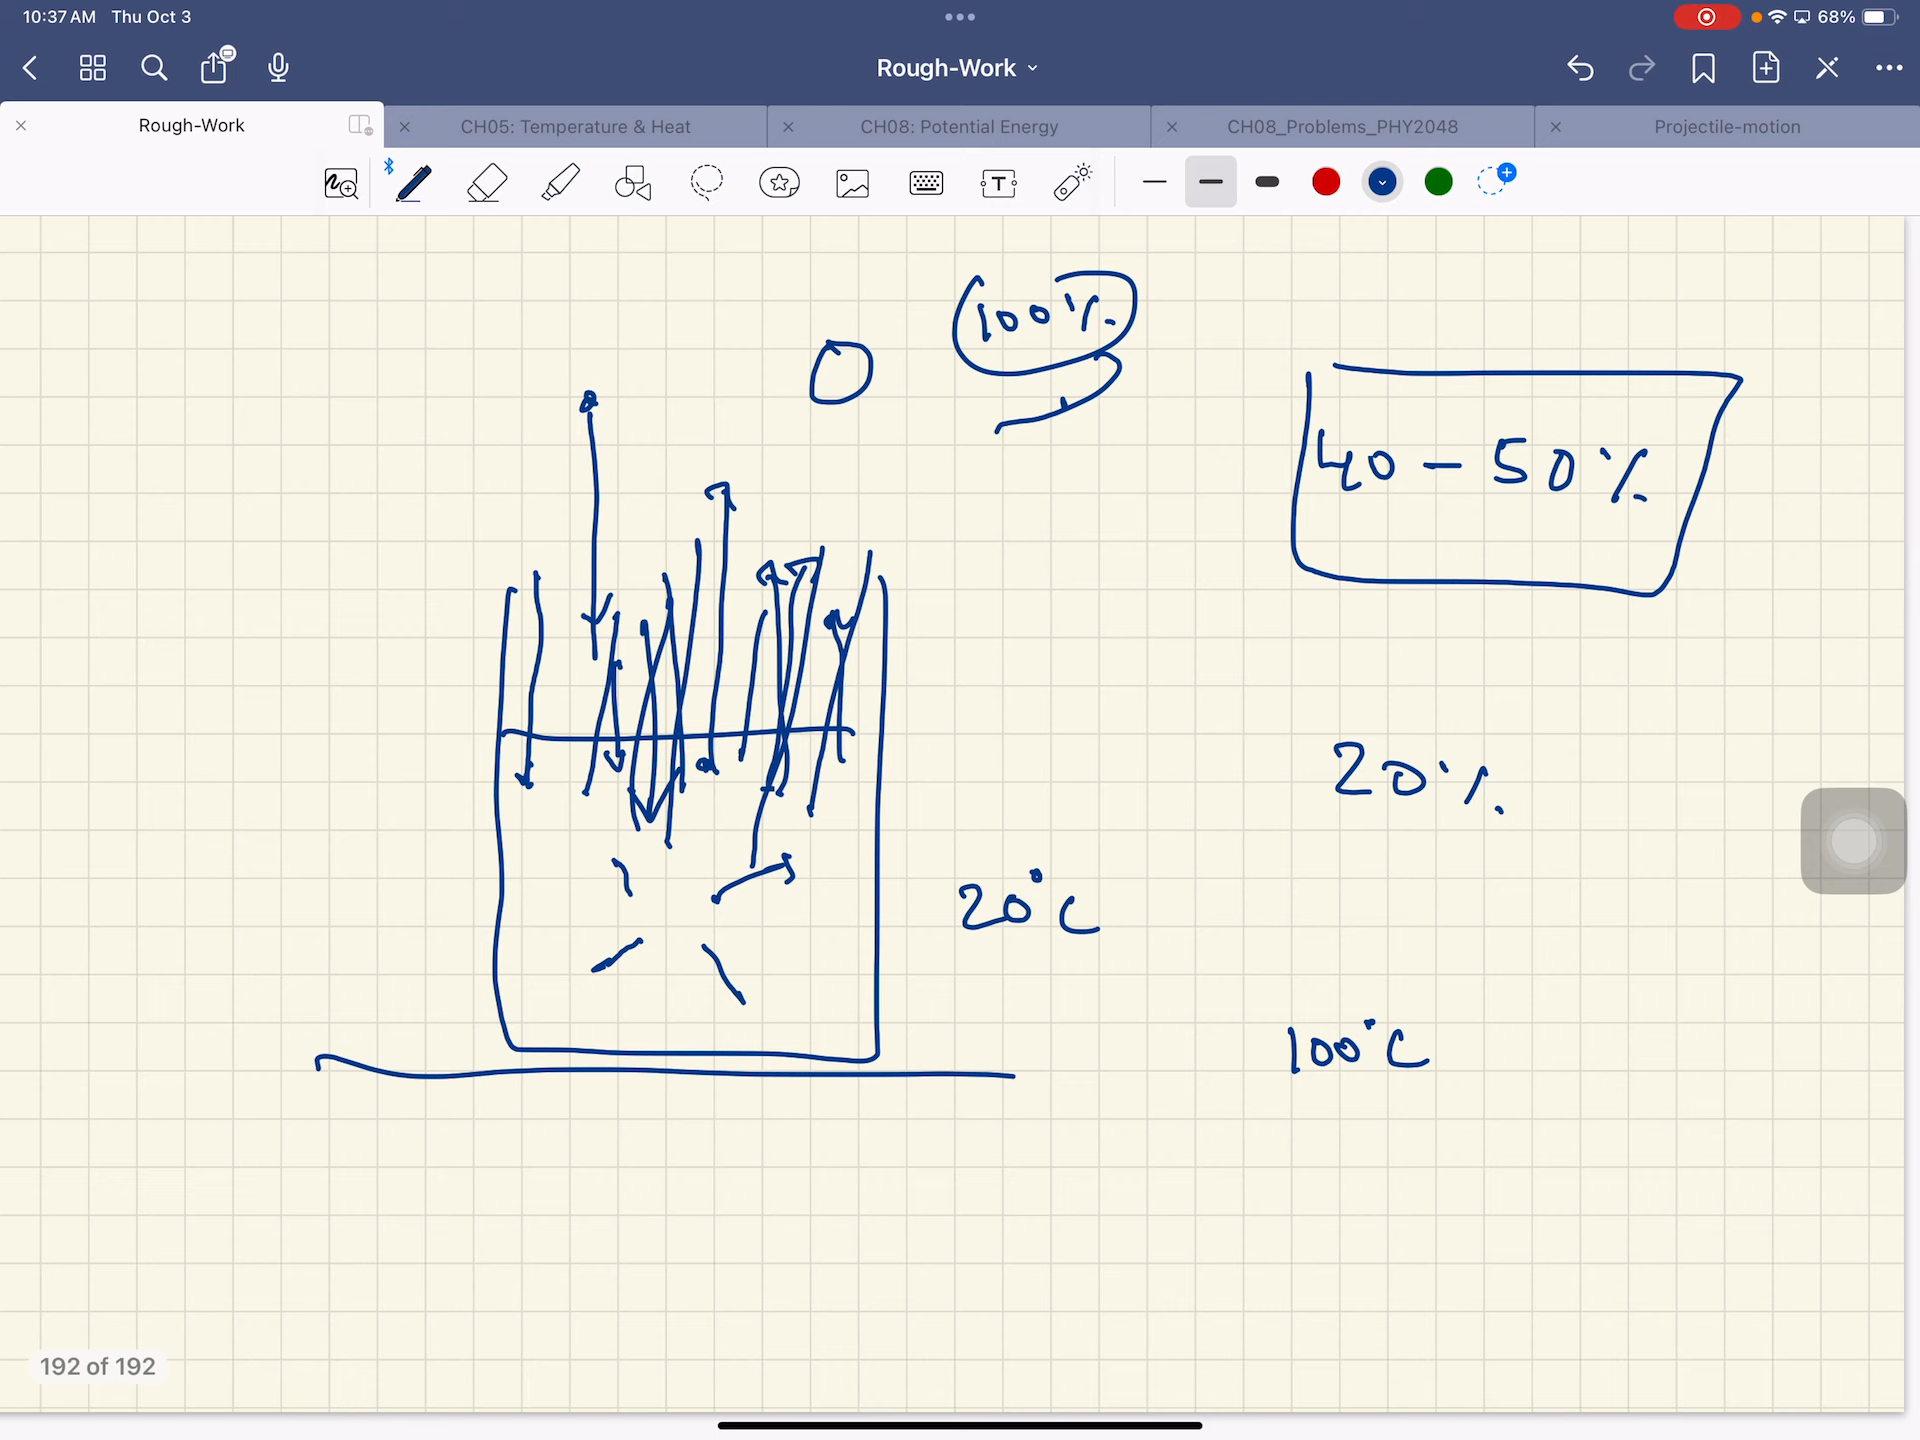 10:37 AM Thu Oct 3
68%
Rough-Work
Rough-Work
CH05: Temperature & Heat
CH08: Potential Energy
CH08_Problems_PHY2048
Projectile-motion
T
100%
40 - 50%
20%
20°C
100°C
192 of 192